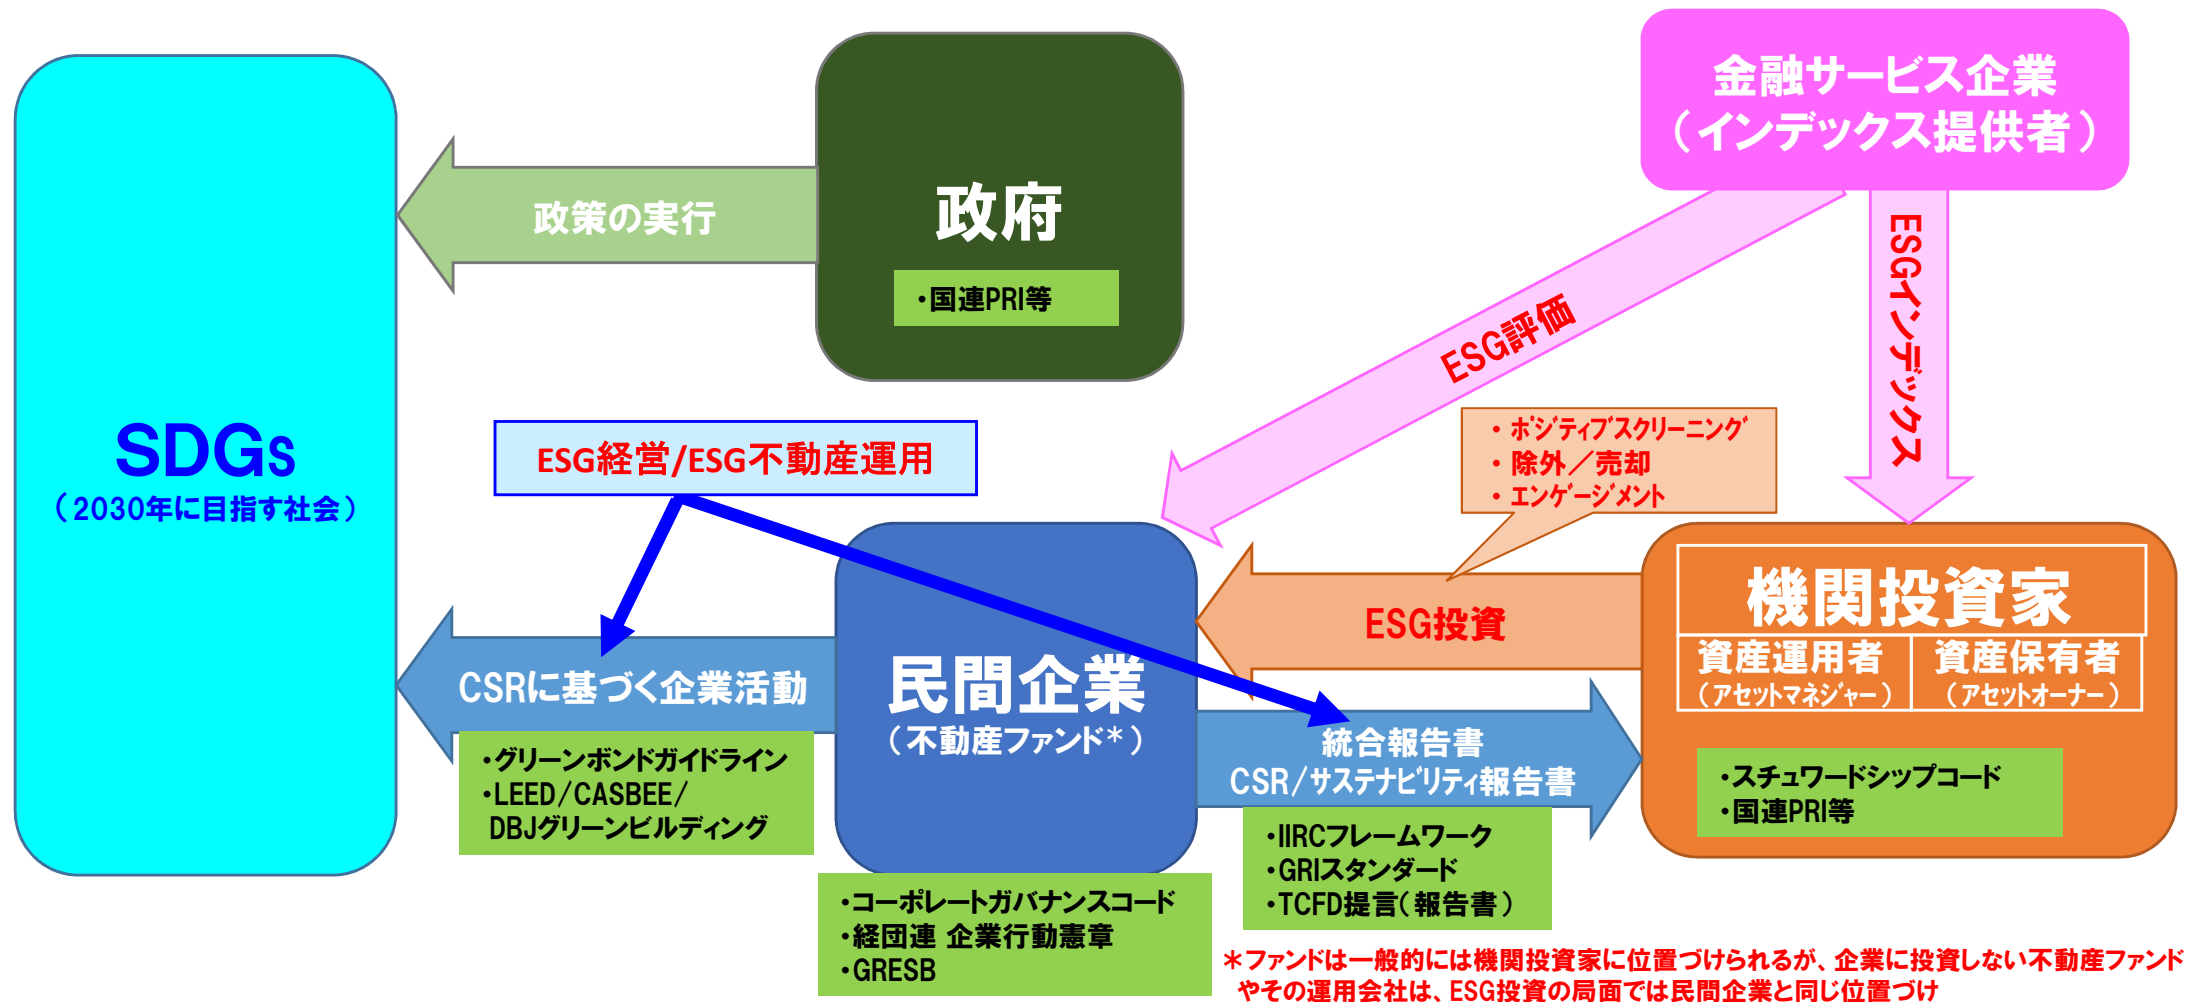 金融サービス企業
（インデックス提供者）
政策の実行
政府
・国連PRI等
ESG評価
ESGインデックス
SDGs
（2030年に目指す社会）
ESG経営/ESG不動産運用
・ポジティブスクリーニング
・除外／売却
・エンゲージメント
ESG投資
機関投資家
資産運用者
（アセットマネジャー）
資産保有者
（アセットオーナー）
CSRに基づく企業活動
民間企業
（不動産ファンド*）
統合報告書
CSR/サステナビリティ報告書
・グリーンボンドガイドライン
・LEED/CASBEE/
DBJグリーンビルディング
・スチュワードシップコード
・国連PRI等
・IIRCフレームワーク
・GRIスタンダード
・TCFD提言（報告書）
・コーポレートガバナンスコード
・経団連 企業行動憲章
・GRESB
＊ファンドは一般的には機関投資家に位置づけられるが、企業に投資しない不動産ファンド
やその運用会社は、ESG投資の局面では民間企業と同じ位置づけ